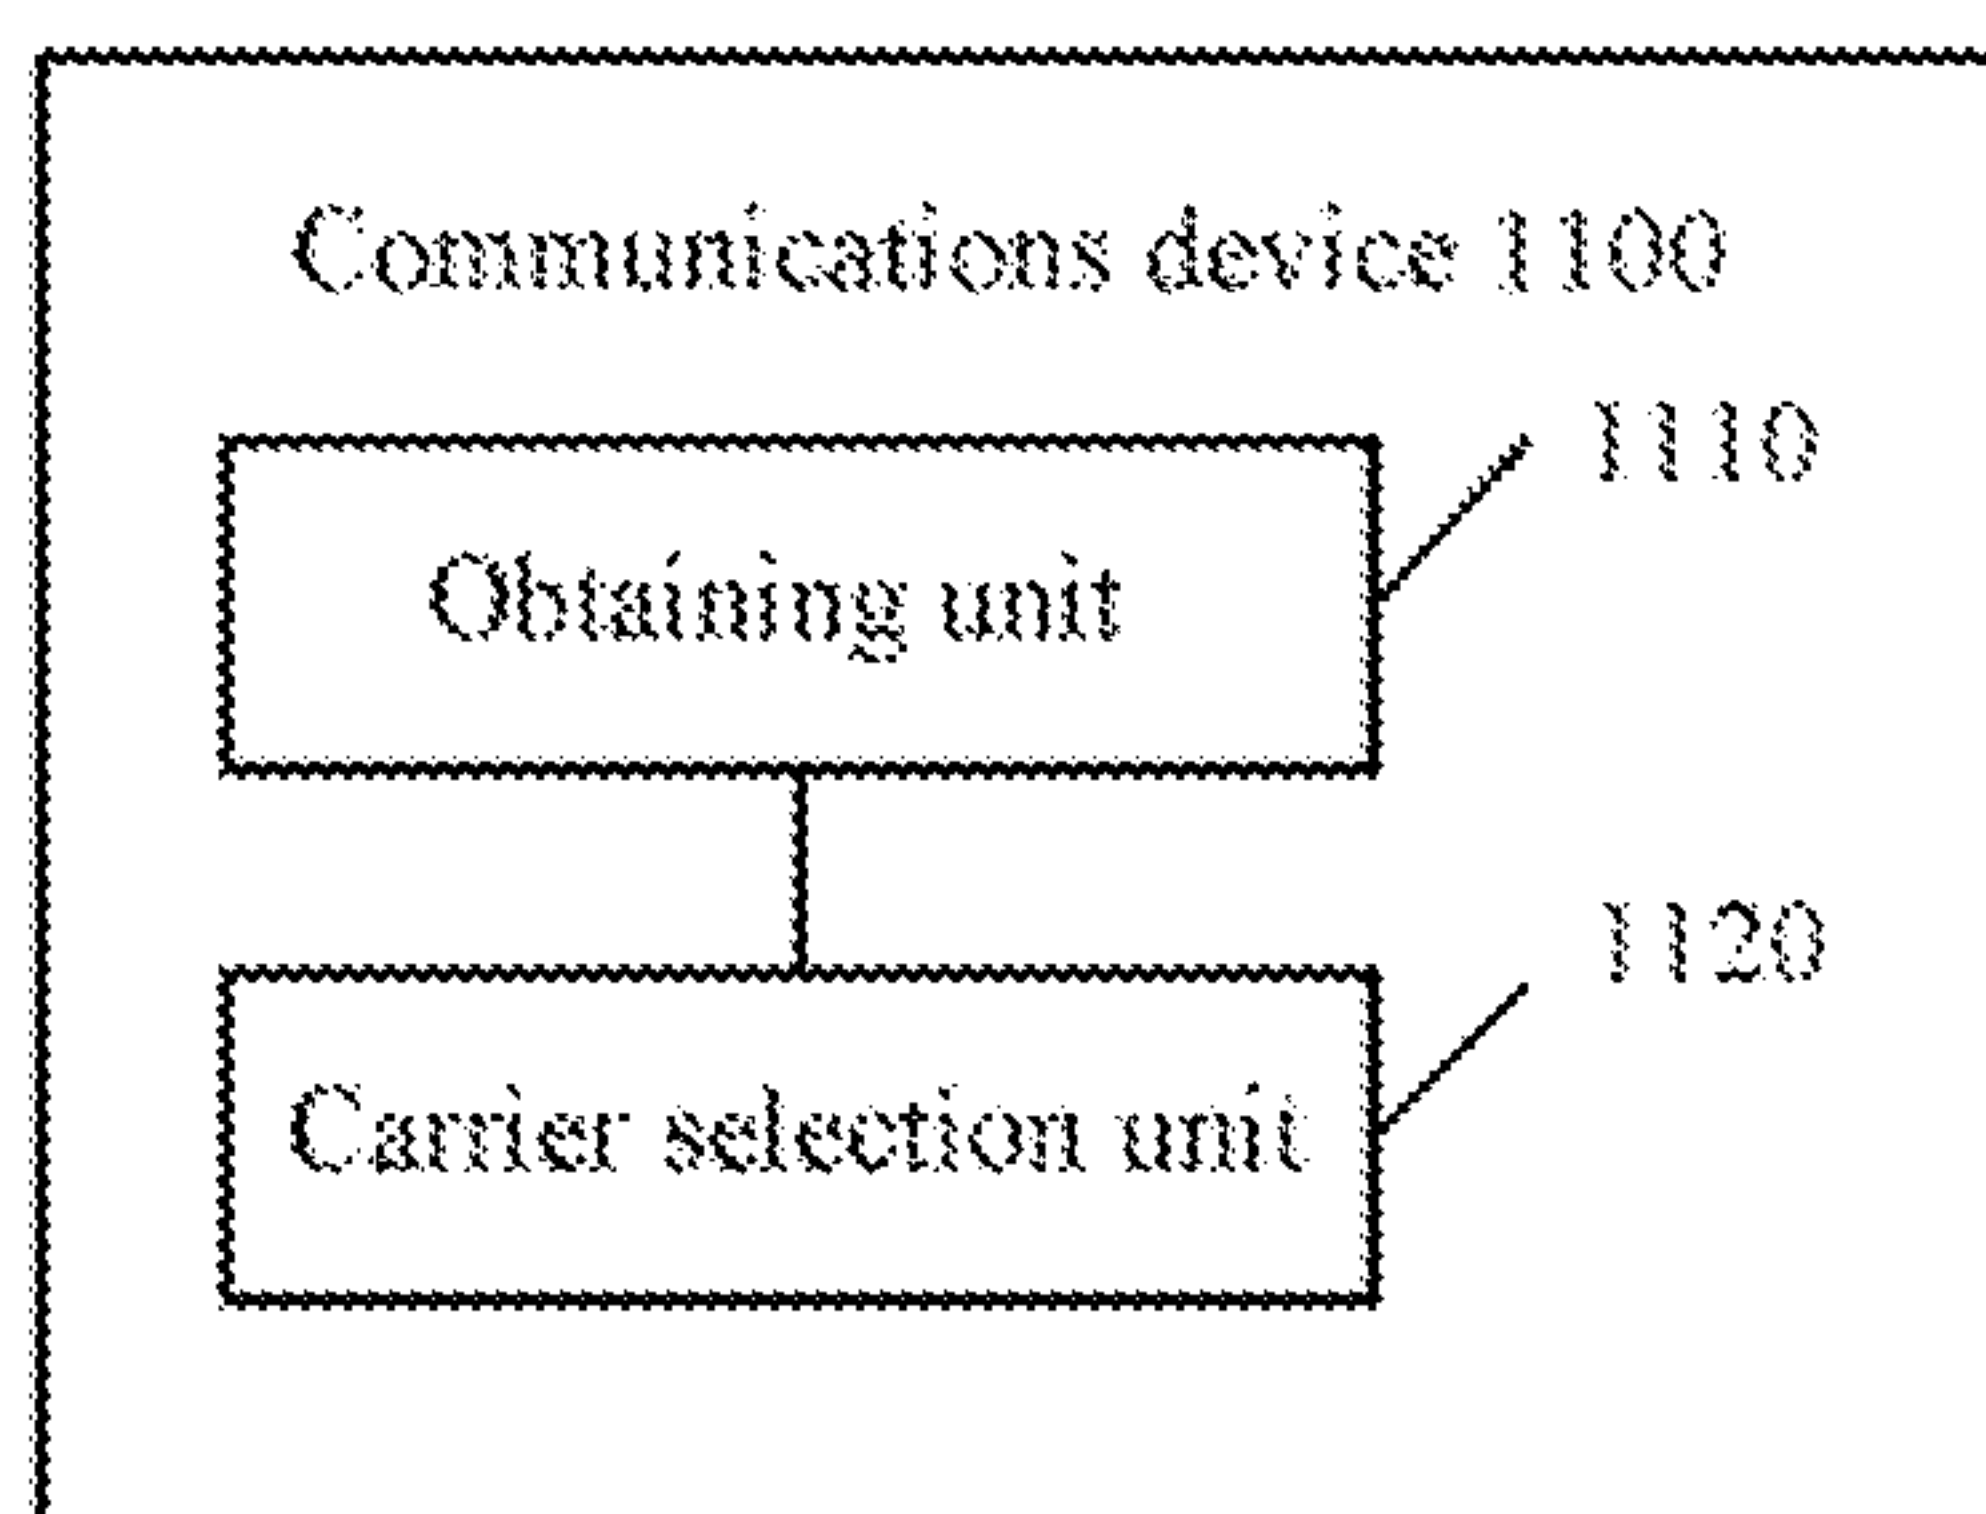 Communications device 1100
1110
Obtaining unit
1120
Carrier selection unit